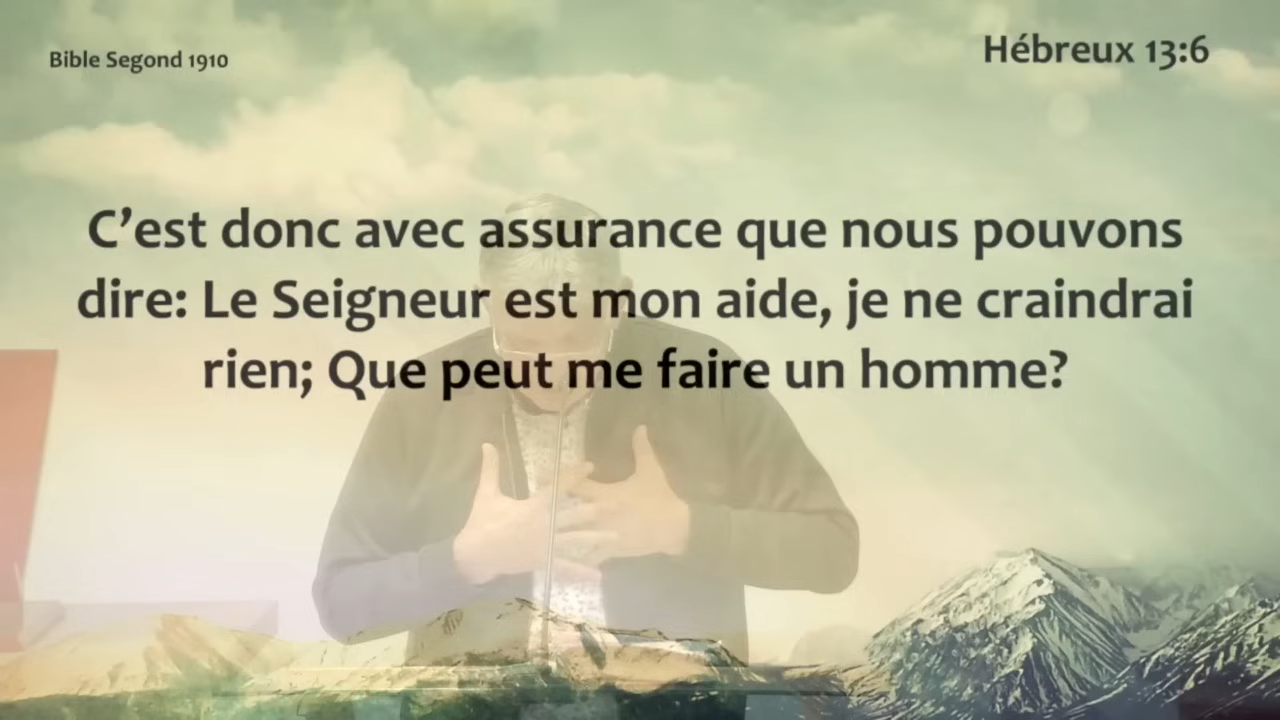 Bible Segond 1910
Hébreux 13:6
C’est donc avec assurance que nous pouvons
dire: Le Seigneur est mon aide, je ne craindrai
rien; Que peut me faire un homme?